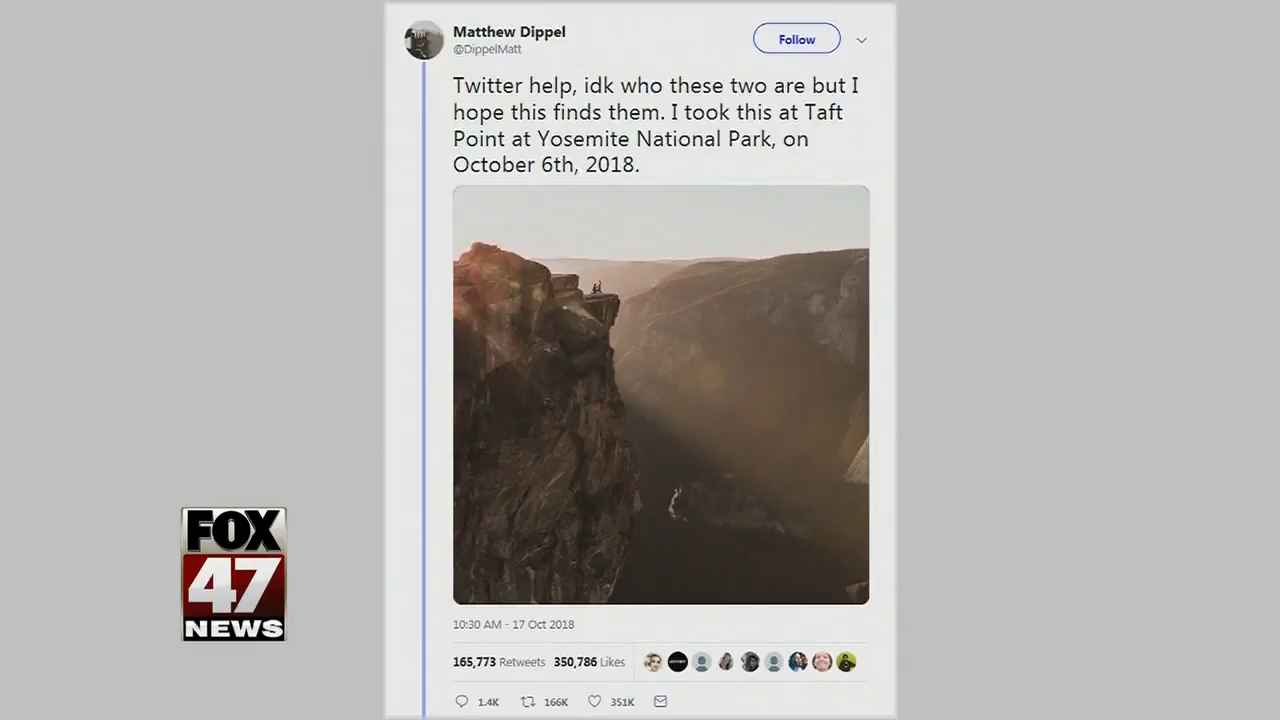 Matthew Dippel
@DippelMatt
Follow
Twitter help, idk who these two are but I
hope this finds them. I took this at Taft
Point at Yosemite National Park, on
October 6th, 2018.
10:30 AM - 17 Oct 2018
165,773 Retweets 350,786 Likes
1.4K 166K 351K
FOX
47
NEWS